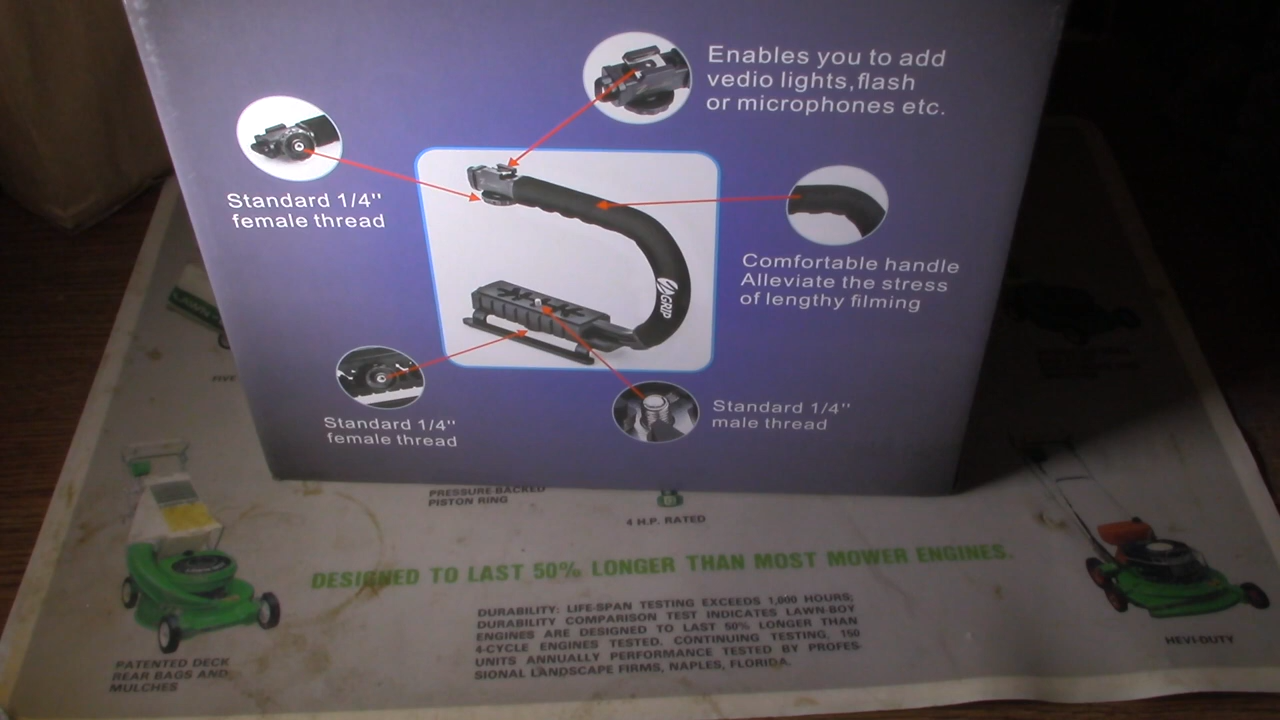 Enables you to add
vedio lights,flash
or microphones etc.
Standard 1/4"
female thread
Comfortable handle
Alleviate the stress
of lengthy filming
GRIP
Standard 1/4"
female thread
Standard 1/4"
male thread
FIVE
PRESSURE BACKED
PISTON RING
4 H.P. RATED
DESIGNED TO LAST 50% LONGER THAN MOST MOWER ENGINES.
DURABILITY: LIFE-SPAN TESTING EXCEEDS 1,000 HOURS;
DURABILITY COMPARISON TEST INDICATES LAWN-BOY
ENGINES ARE DESIGNED TO LAST 50% LONGER THAN
4-CYCLE ENGINES TESTED. CONTINUING TESTING, 150
UNITS ANNUALLY PERFORMANCE TESTED BY PROFES-
SIONAL LANDSCAPE FIRMS, NAPLES, FLORIDA.
PATENTED DECK
REAR BAGS AND
MULCHES
HEVI-DUTY